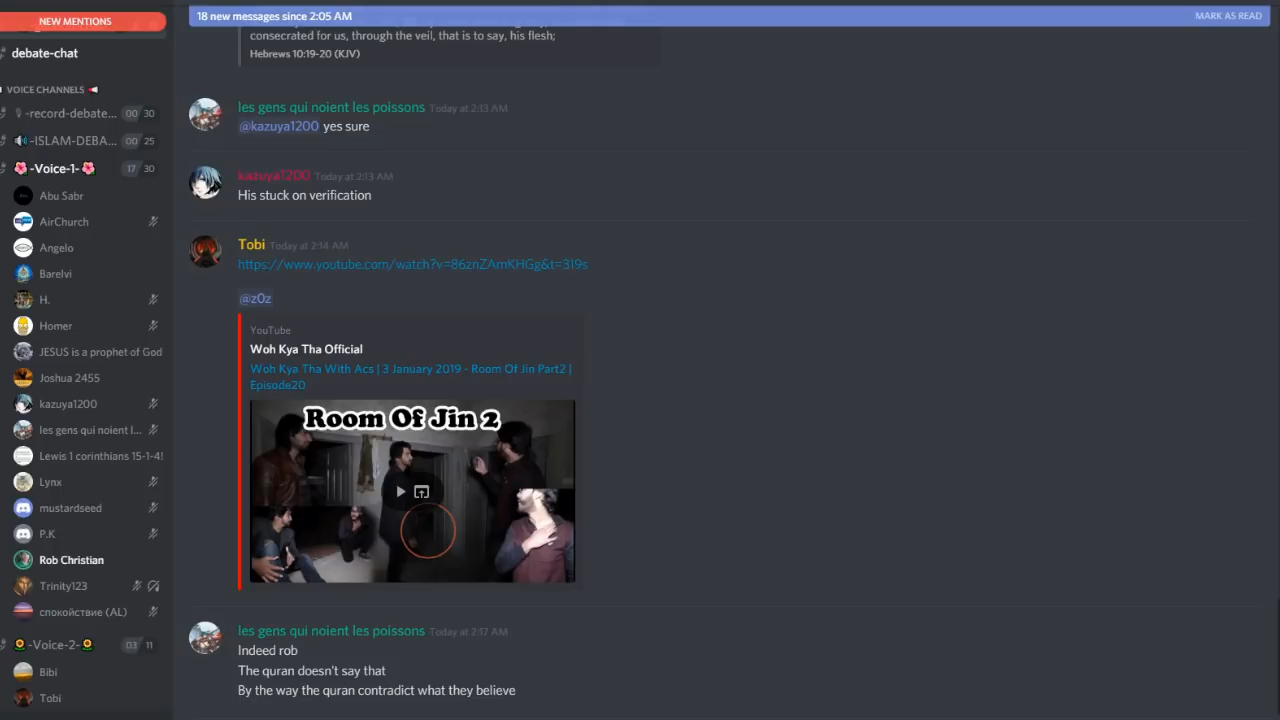 NEW MENTIONS
debate-chat
VOICE CHANNELS
-record-debate... 00 30
-ISLAM-DEBA... 00 25
-Voice-1- 17 30
Abu Sabr
AirChurch
Angelo
Barelvi
H.
Homer
JESUS is a prophet of God
Joshua 2455
kazuya1200
les gens qui noient l...
Lewis 1 corinthians 15-1-4!
Lynx
mustardseed
P.K
Rob Christian
Trinity123
спокойствие (AL)
-Voice-2- 03 11
Bibi
Tobi
18 new messages since 2:05 AM
MARK AS READ
consecrated for us, through the veil, that is to say, his flesh;
Hebrews 10:19-20 (KJV)
les gens qui noient les poissons Today at 2:13 AM
@kazuya1200 yes sure
kazuya1200 Today at 2:13 AM
His stuck on verification
Tobi Today at 2:14 AM
https://www.youtube.com/watch?v=86znZAmKHGg&t=319s
@z0z
YouTube
Woh Kya Tha Official
Woh Kya Tha With Acs | 3 January 2019 - Room Of Jin Part2 |
Episode20
Room Of Jin 2
les gens qui noient les poissons Today at 2:17 AM
Indeed rob
The quran doesn't say that
By the way the quran contradict what they believe